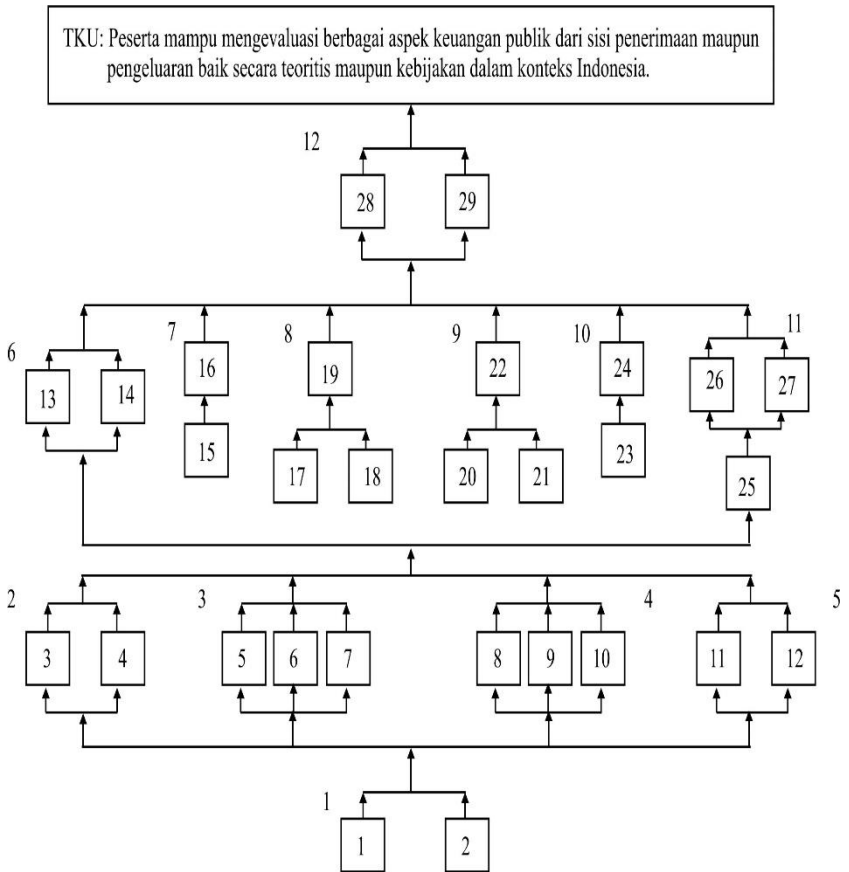 TKU: Peserta mampu mengevaluasi berbagai aspek keuangan publik dari sisi penerimaan maupun
pengeluaran baik secara teoritis maupun kebijakan dalam konteks Indonesia.
12
28 29
6 7 8 9 10 11
13 14 16 19 22 24 26 27
15 17 18 20 21 23 25
2 3 4 5
3 4 5 6 7 8 9 10 11 12
1
1 2